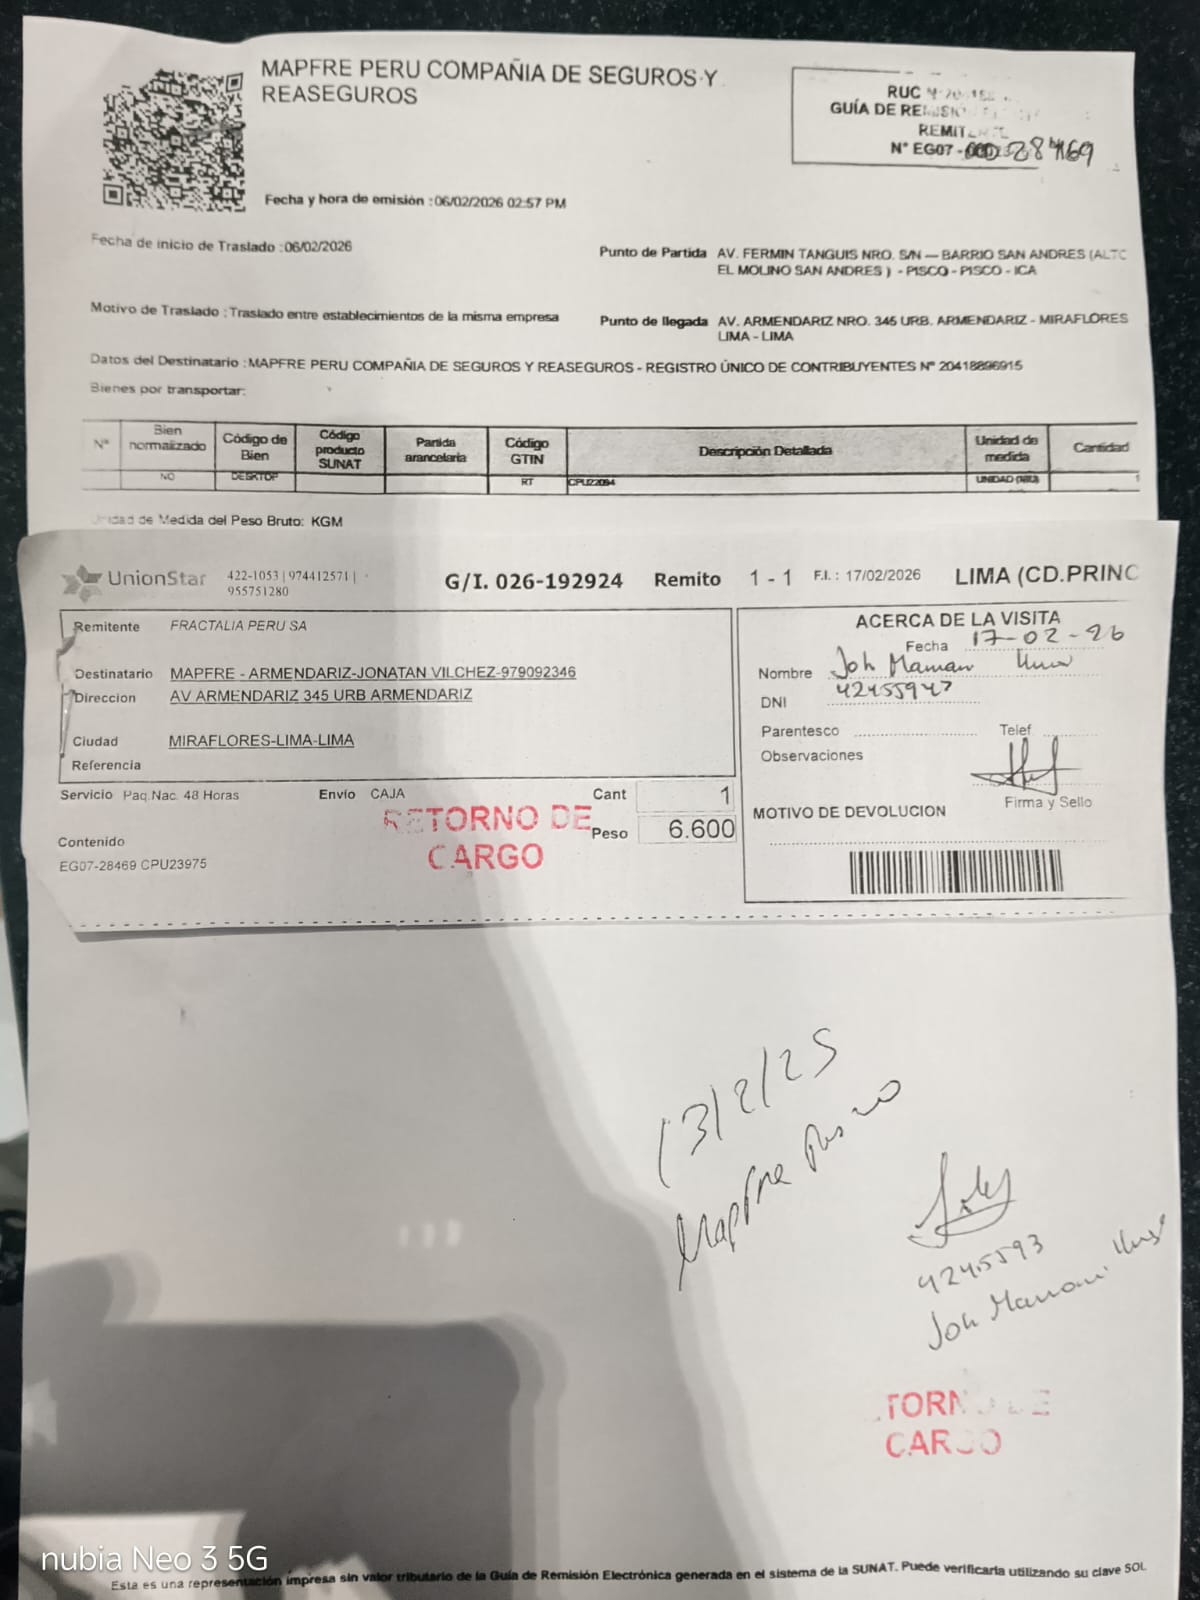 MAPFRE PERU COMPAÑIA DE SEGUROS Y
REASEGUROS
RUC N°
GUÍA DE
N° EG07 - 28469
Fecha y hora de emisión :06/02/2026 02:57 PM
Fecha de inicio de Traslado :06/02/2026
Punto de Partida AV. FERMIN TANGUIS NRO. S/N — BARRIO SAN ANDRES (ALTO
EL MOLINO SAN ANDRES ) - PISCO - PISCO - ICA
Motivo de Traslado : Traslado entre establecimientos de la misma empresa
Punto de llegada AV. ARMENDARIZ NRO. 345 URB. ARMENDARIZ - MIRAFLORES
LIMA - LIMA
Datos del Destinatario : MAPFRE PERU COMPAÑIA DE SEGUROS Y REASEGUROS - REGISTRO ÚNICO DE CONTRIBUYENTES N° 20418896915
Bienes por transportar:
N° Bien normalizado Código de Bien Código producto SUNAT Partida arancelaria Código GTIN Descripción Detallada Unidad de medida Cantidad
NO DESKTOP RT CPU22094 UNIDAD 1
de Medida del Peso Bruto: KGM
UnionStar 422-1053 | 974412571 |
955751280
G/I. 026-192924 Remito 1 - 1 F.I.: 17/02/2026 LIMA (CD.PRINC
Remitente FRACTALIA PERU SA
Destinatario MAPFRE - ARMENDARIZ-JONATAN VILCHEZ-979092346
Direccion AV ARMENDARIZ 345 URB ARMENDARIZ
Ciudad MIRAFLORES-LIMA-LIMA
Referencia
ACERCA DE LA VISITA
Fecha 17-02-26
Nombre Joh Mamani
DNI 42455947
Parentesco Telef
Observaciones
Firma y Sello
Servicio Paq.Nac. 48 Horas Envío CAJA Cant 1
Peso 6.600
RETORNO DE
CARGO
MOTIVO DE DEVOLUCION
Contenido
EG07-28469 CPU23975
13/2/25
Mapfre Pisco
Joh Mamani
TORN DE
CARGO
nubia Neo 3 5G
Esta es una representación impresa sin valor tributario de la Guía de Remisión Electrónica generada en el sistema de la SUNAT. Puede verificarla utilizando su clave SOL